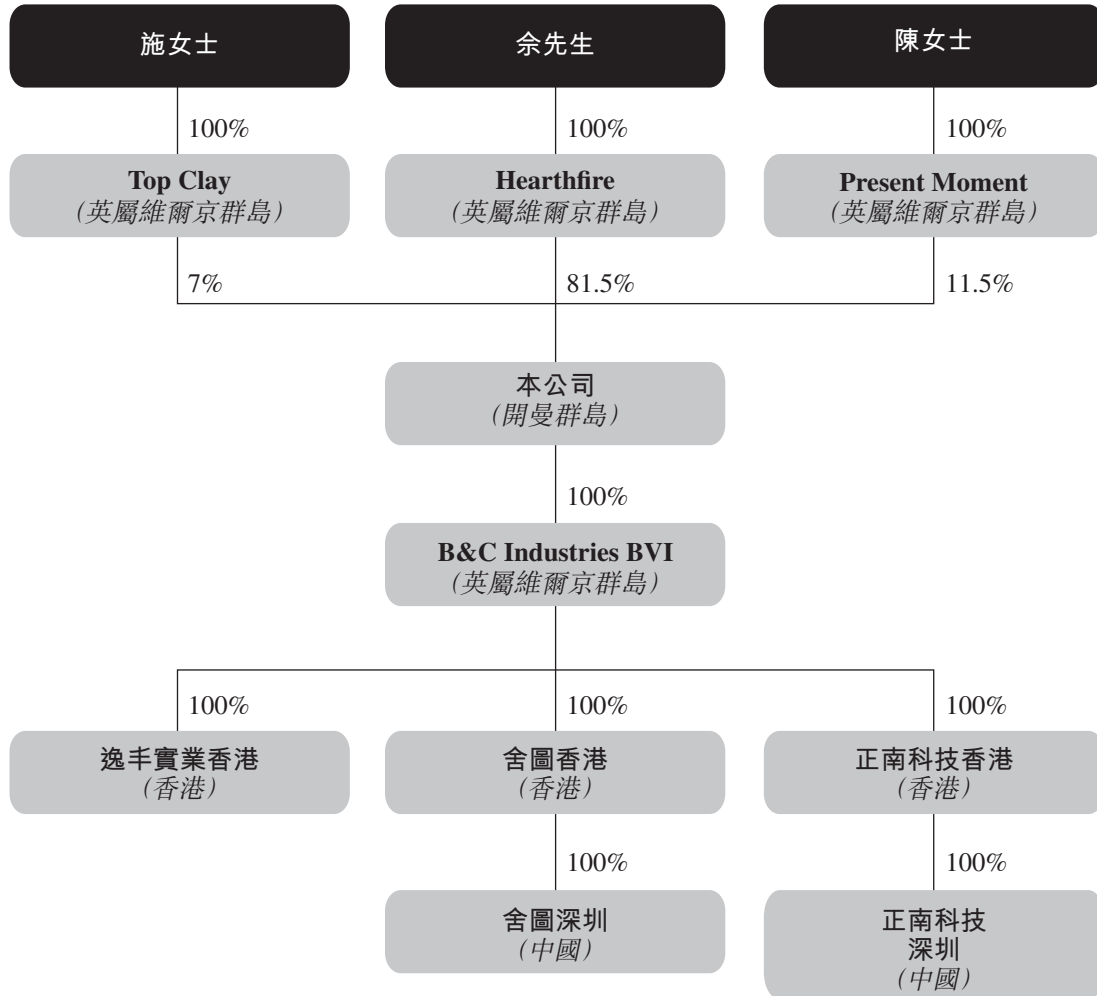 施女士
佘先生
陳女士
100%
100%
100%
Top Clay
(英屬維爾京群島)
Hearthfire
(英屬維爾京群島)
Present Moment
(英屬維爾京群島)
7%
81.5%
11.5%
本公司
(開曼群島)
100%
B&C Industries BVI
(英屬維爾京群島)
100%
100%
100%
逸丰實業香港
(香港)
舍圖香港
(香港)
正南科技香港
(香港)
100%
100%
舍圖深圳
(中國)
正南科技
深圳
(中國)